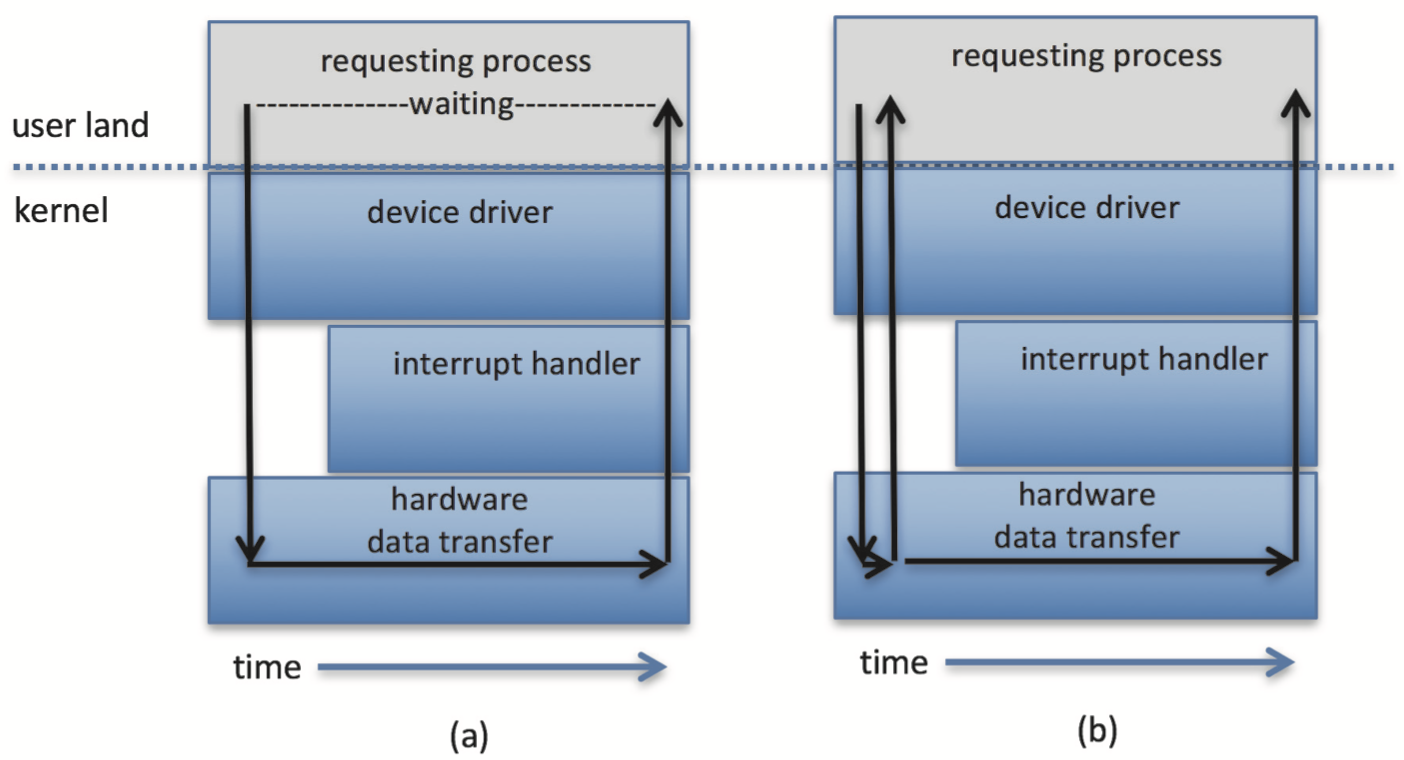 requesting process
------------waiting------------
user land
kernel
device driver
interrupt handler
hardware
data transfer
time
(a)
requesting process
device driver
interrupt handler
hardware
data transfer
time
(b)